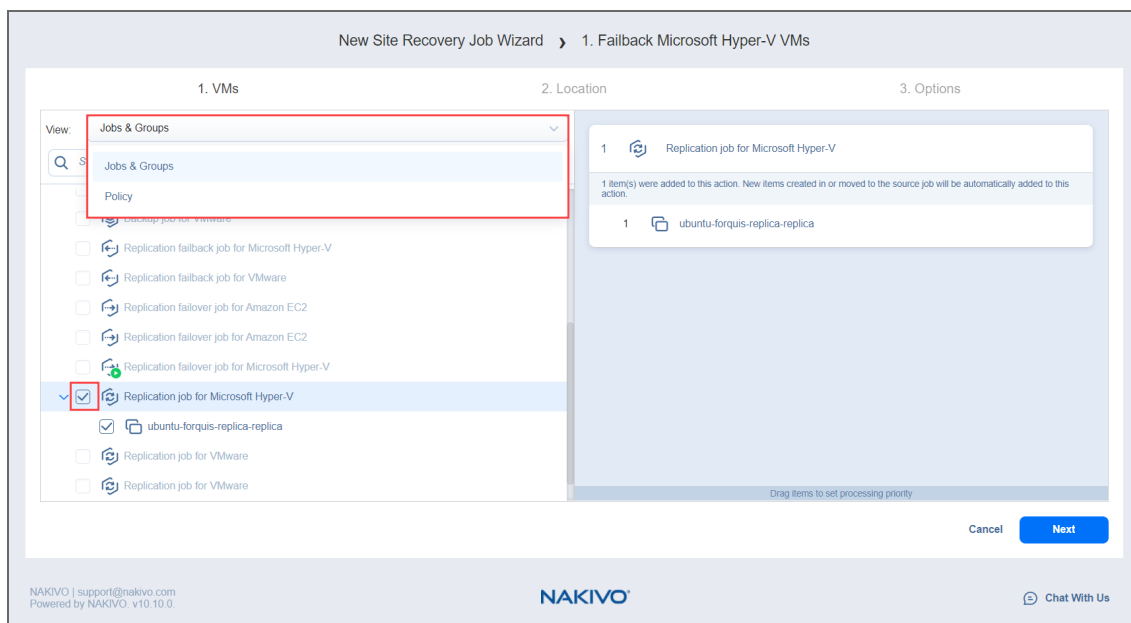 New Site Recovery Job Wizard › 1. Failback Microsoft Hyper-V VMs
1. VMs
2. Location
3. Options
View:
Jobs & Groups
S
Jobs & Groups
Policy
Backup job for VMware
Replication failback job for Microsoft Hyper-V
Replication failback job for VMware
Replication failover job for Amazon EC2
Replication failover job for Amazon EC2
Replication failover job for Microsoft Hyper-V
Replication job for Microsoft Hyper-V
ubuntu-forquis-replica-replica
Replication job for VMware
Replication job for VMware
1 Replication job for Microsoft Hyper-V
1 item(s) were added to this action. New items created in or moved to the source job will be automatically added to this
action.
1 ubuntu-forquis-replica-replica
Drag items to set processing priority
Cancel
Next
NAKIVO | support@nakivo.com
Powered by NAKIVO. v10.10.0.
NAKIVO®
Chat With Us